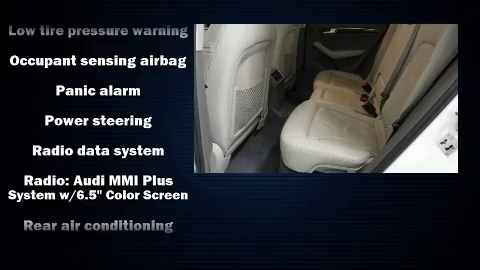 Low tire pressure warning
Occupant sensing airbag
Panic alarm
Power steering
Radio data system
Radio: Audi MMI Plus
System w/6.5" Color Screen
Rear air conditioning